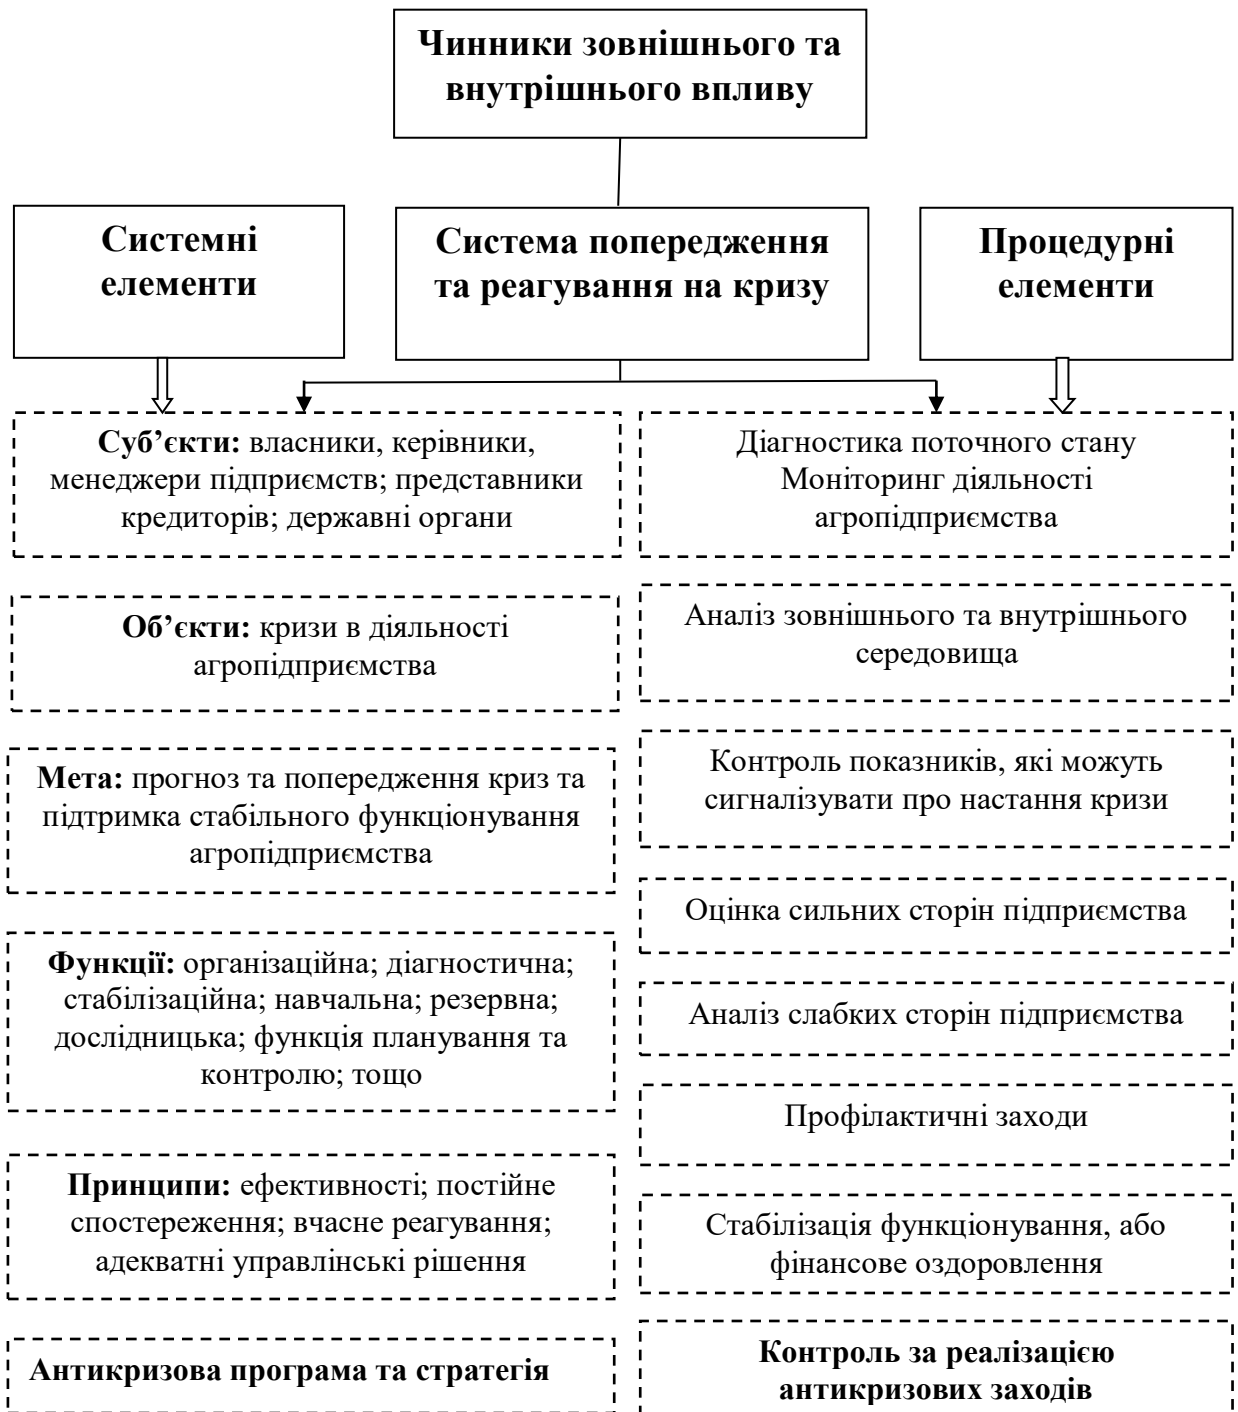 Чинники зовнішнього та
внутрішнього впливу
Системні
елементи
Система попередження
та реагування на кризу
Процедурні
елементи
Суб’єкти: власники, керівники,
менеджери підприємств; представники
кредиторів; державні органи
Об’єкти: кризи в діяльності
агропідприємства
Мета: прогноз та попередження криз та
підтримка стабільного функціонування
агропідприємства
Функції: організаційна; діагностична;
стабілізаційна; навчальна; резервна;
дослідницька; функція планування та
контролю; тощо
Принципи: ефективності; постійне
спостереження; вчасне реагування;
адекватні управлінські рішення
Антикризова програма та стратегія
Діагностика поточного стану
Моніторинг діяльності
агропідприємства
Аналіз зовнішнього та внутрішнього
середовища
Контроль показників, які можуть
сигналізувати про настання кризи
Оцінка сильних сторін підприємства
Аналіз слабких сторін підприємства
Профілактичні заходи
Стабілізація функціонування, або
фінансове оздоровлення
Контроль за реалізацією
антикризових заходів